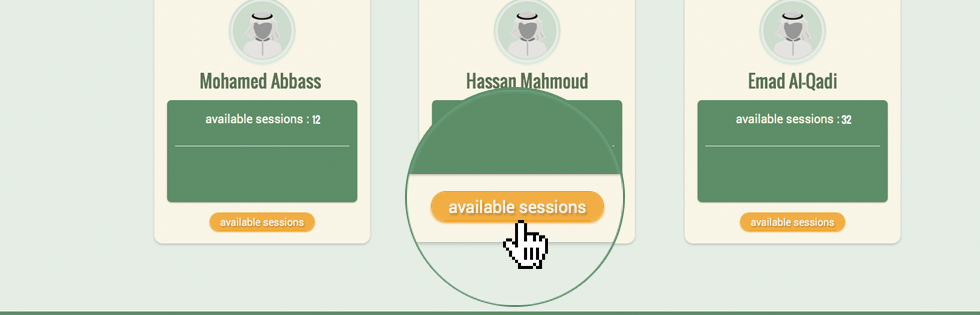 Mohamed Abbass
Hassan Mahmoud
Emad Al-Qadi
available sessions : 12
available sessions : 32
available sessions
available sessions
available sessions